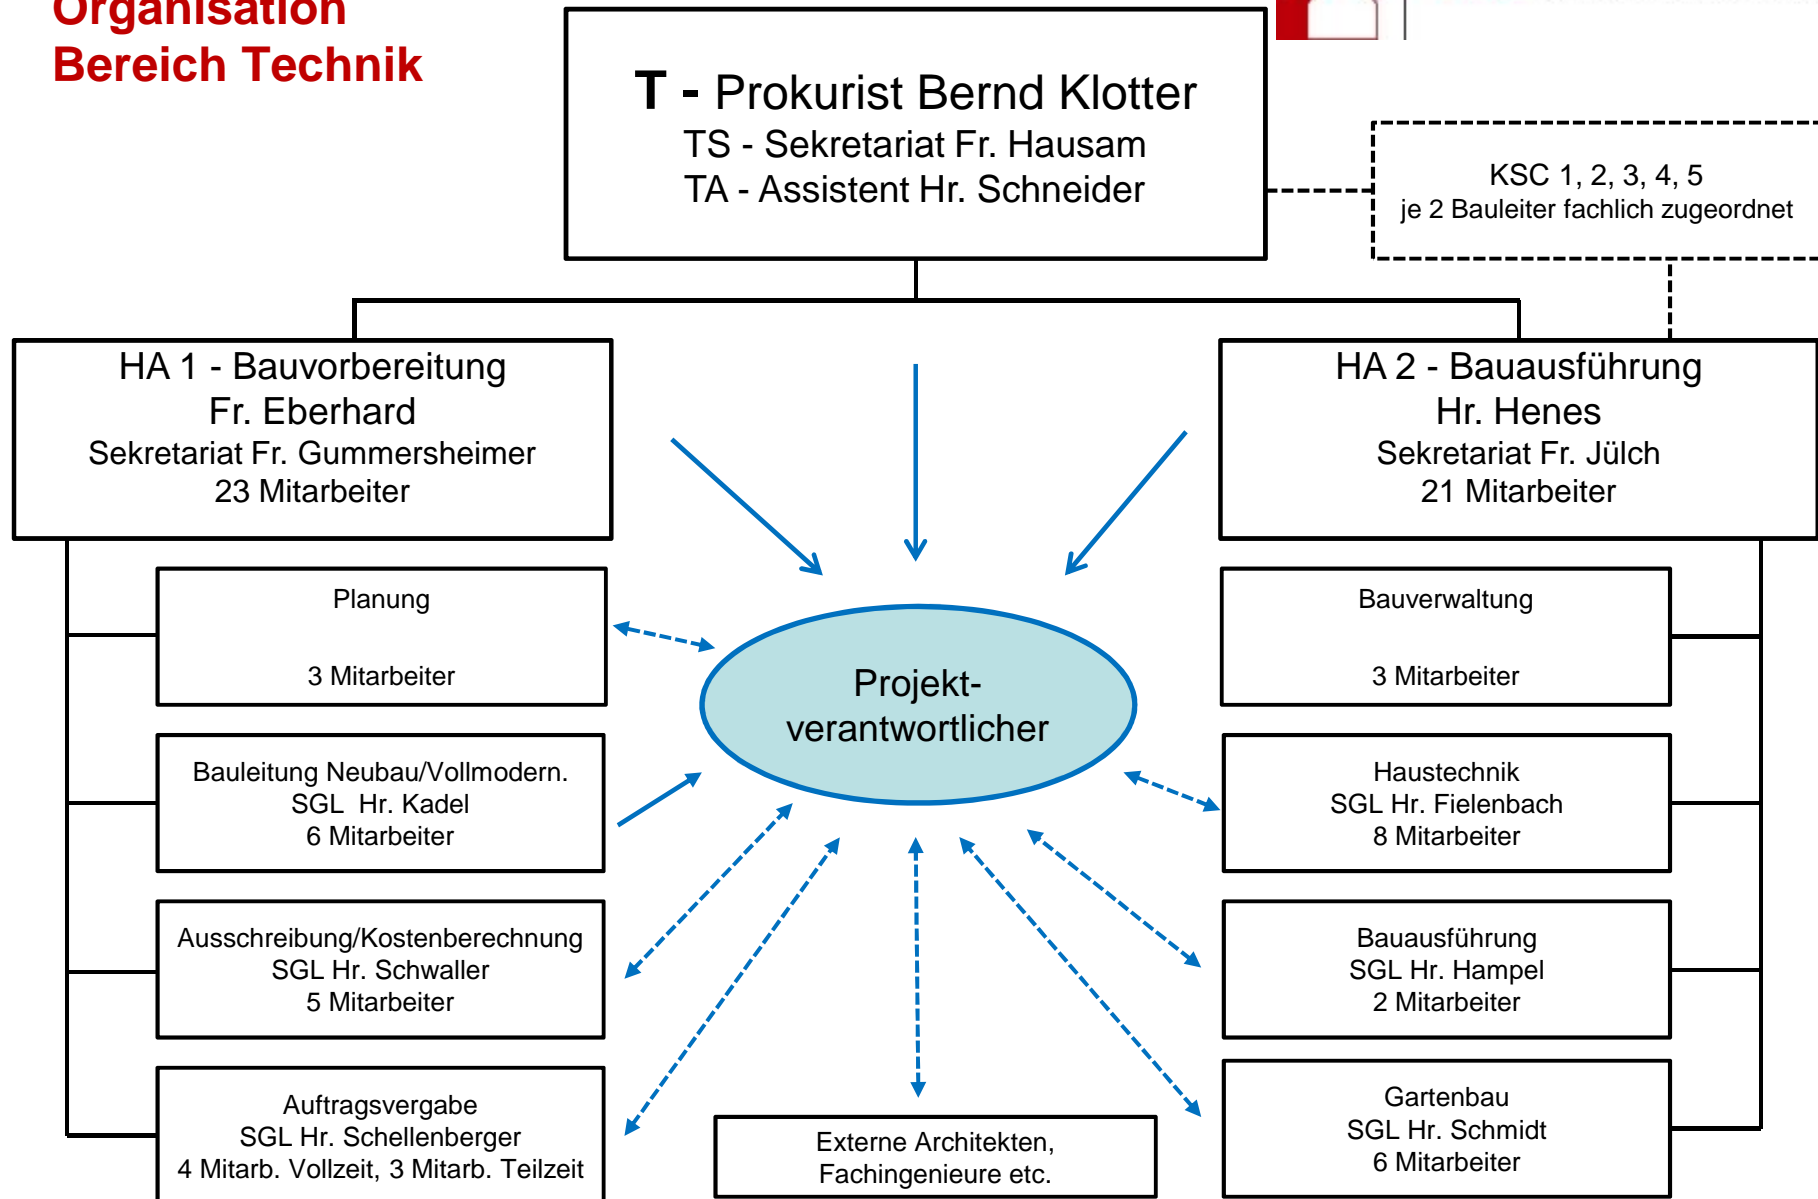 Organisation
Bereich Technik
T - Prokurist Bernd Klotter
TS - Sekretariat Fr. Hausam
TA - Assistent Hr. Schneider
KSC 1, 2, 3, 4, 5
je 2 Bauleiter fachlich zugeordnet
HA 1 - Bauvorbereitung
Fr. Eberhard
Sekretariat Fr. Gummersheimer
23 Mitarbeiter
HA 2 - Bauausführung
Hr. Henes
Sekretariat Fr. Jülch
21 Mitarbeiter
Planung
3 Mitarbeiter
Bauleitung Neubau/Vollmodern.
SGL Hr. Kadel
6 Mitarbeiter
Ausschreibung/Kostenberechnung
SGL Hr. Schwaller
5 Mitarbeiter
Auftragsvergabe
SGL Hr. Schellenberger
4 Mitarb. Vollzeit, 3 Mitarb. Teilzeit
Projekt-
verantwortlicher
Externe Architekten,
Fachingenieure etc.
Bauverwaltung
3 Mitarbeiter
Haustechnik
SGL Hr. Fielenbach
8 Mitarbeiter
Bauausführung
SGL Hr. Hampel
2 Mitarbeiter
Gartenbau
SGL Hr. Schmidt
6 Mitarbeiter